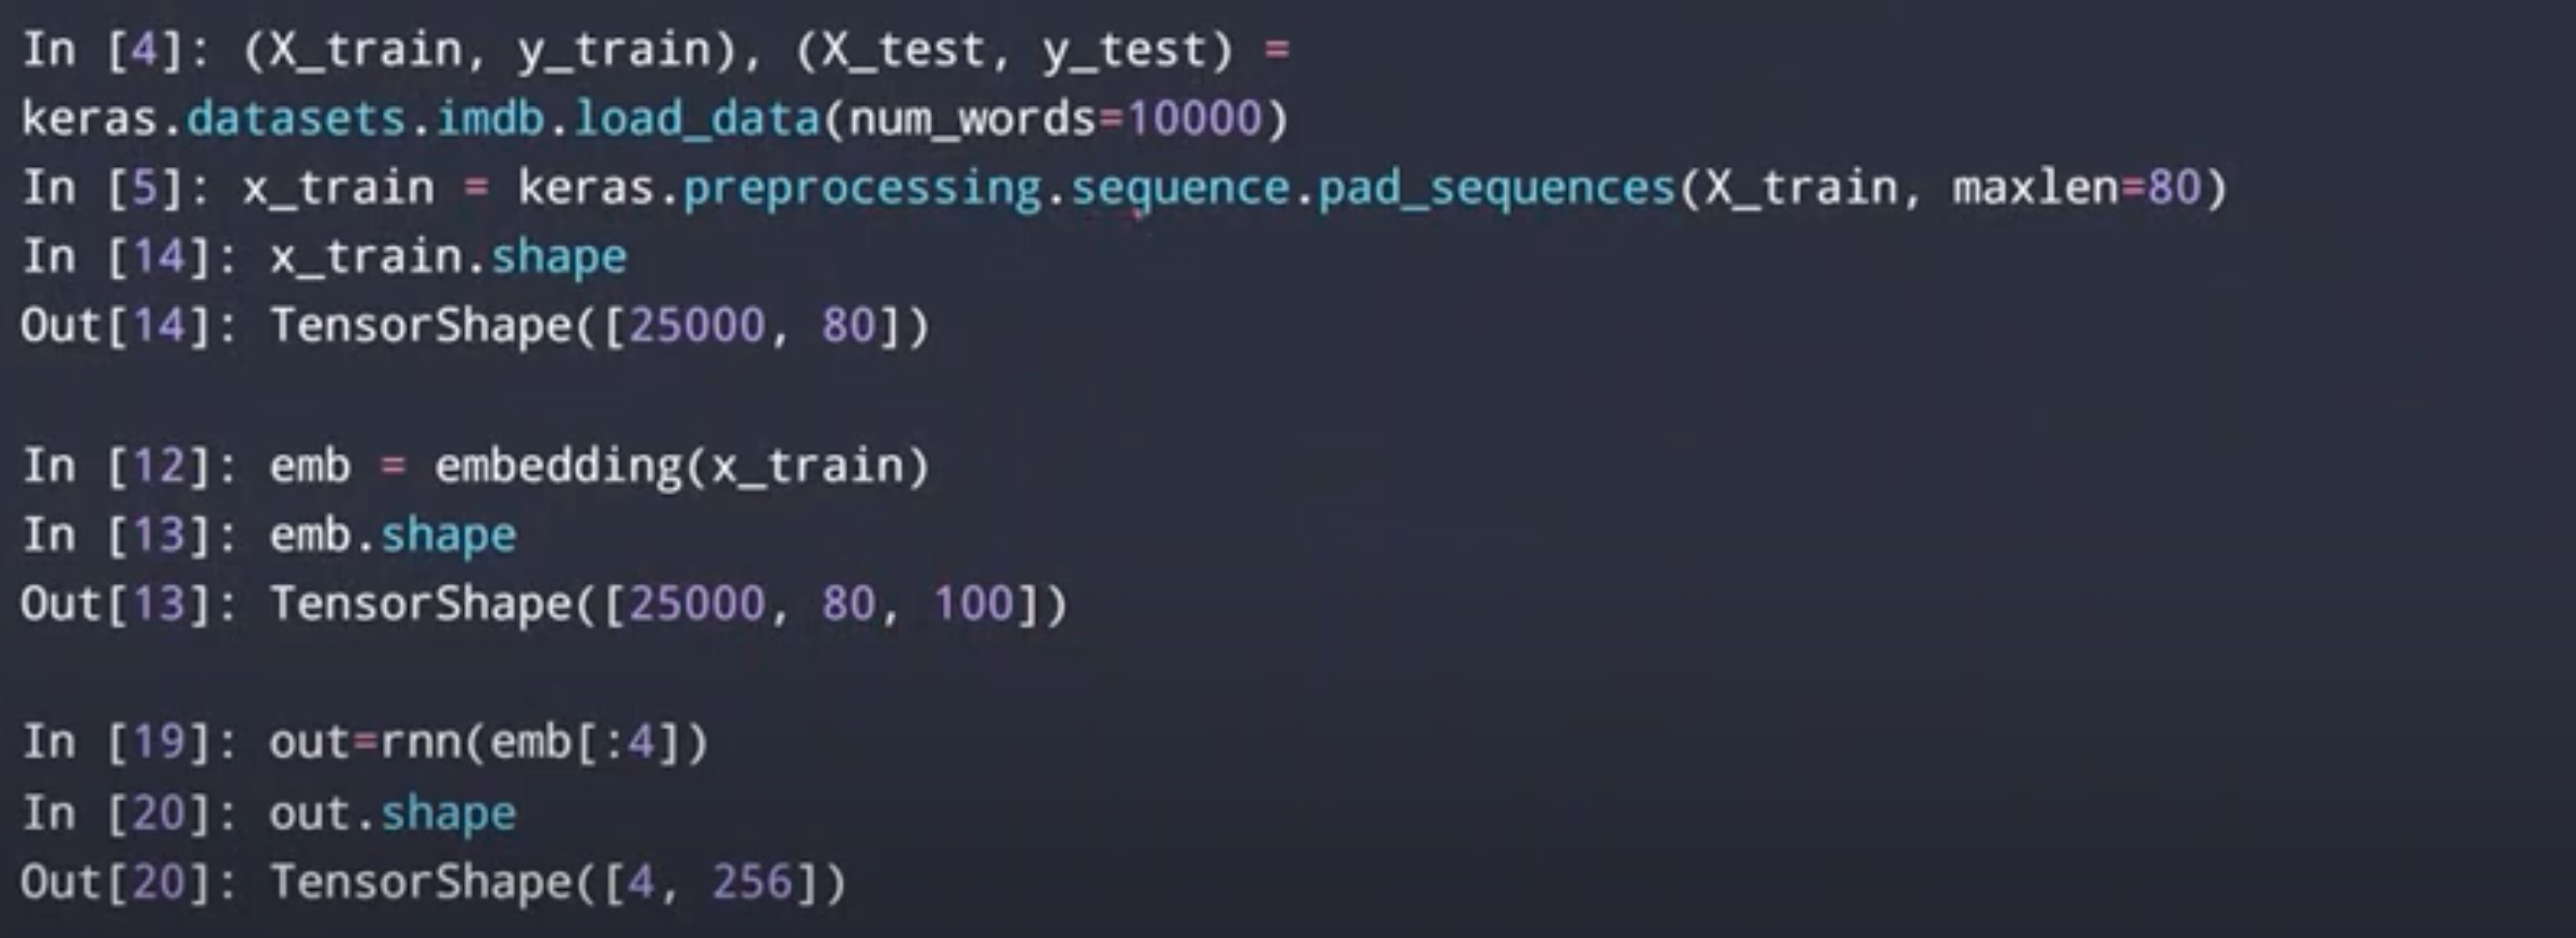 In [4]: (X_train, y_train), (X_test, y_test) =
keras.datasets.imdb.load_data(num_words=10000)
In [5]: x_train = keras.preprocessing.sequence.pad_sequences(X_train, maxlen=80)
In [14]: x_train.shape
Out[14]: TensorShape([25000, 80])
In [12]: emb = embedding(x_train)
In [13]: emb.shape
Out[13]: TensorShape([25000, 80, 100])
In [19]: out=rnn(emb[:4])
In [20]: out.shape
Out[20]: TensorShape([4, 256])